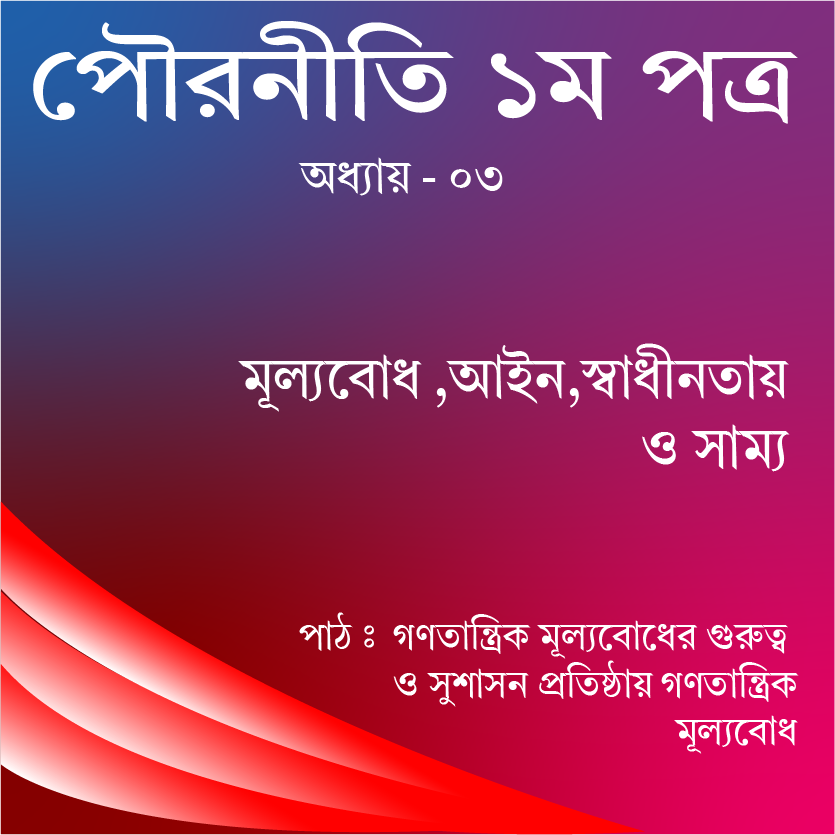 পৌরনীতি ১ম পত্র
অধ্যায় - ০৩
মূল্যবোধ ,আইন,স্বাধীনতায়
ও সাম্য
পাঠ ঃ গণতান্ত্রিক মূল্যবোধের গুরুত্ব
ও সুশাসন প্রতিষ্ঠায় গণতান্ত্রিক
মূল্যবোধ